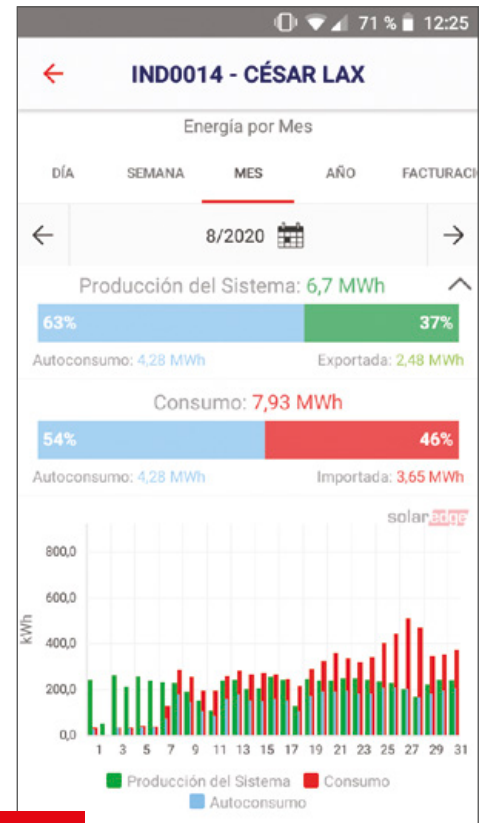 71 % 12:25
IND0014 - CÉSAR LAX
Energía por Mes
DÍA SEMANA MES AÑO FACTURACI
8/2020
Producción del Sistema: 6,7 MWh
63% 37%
Autoconsumo: 4,28 MWh Exportada: 2,48 MWh
Consumo: 7,93 MWh
54% 46%
Autoconsumo: 4,28 MWh Importada: 3,65 MWh
solaredge
800,0
600,0
kWh
400,0
200,0
0,0
1 3 5 7 9 11 13 15 17 19 21 23 25 27 29 31
Producción del Sistema Consumo
Autoconsumo